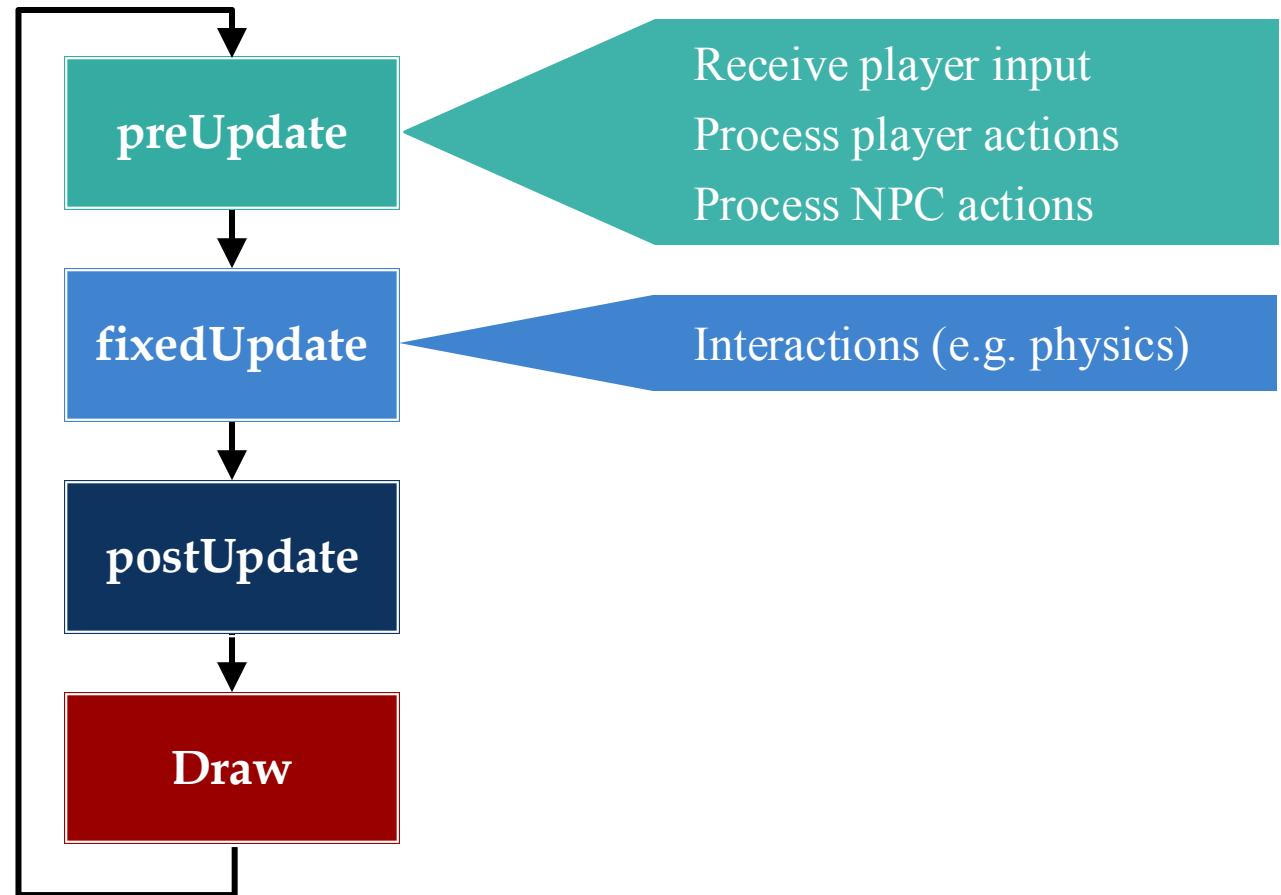 preUpdate
Receive player input
Process player actions
Process NPC actions
fixedUpdate
Interactions (e.g. physics)
postUpdate
Draw